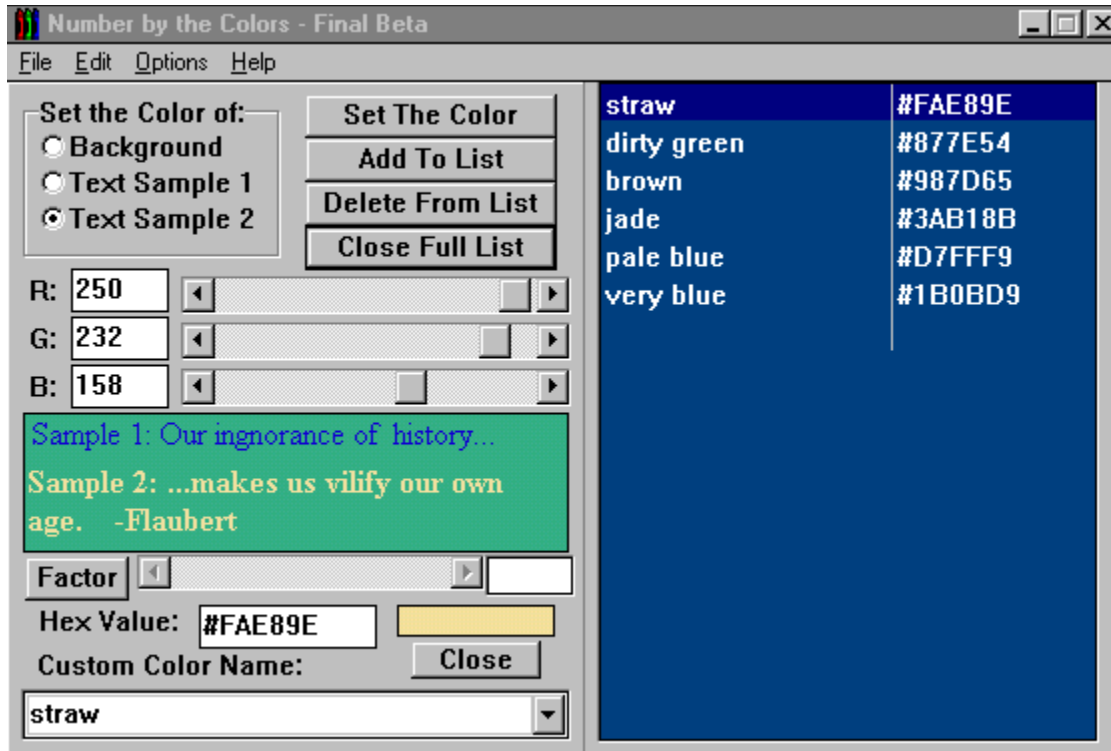 Number by the Colors - Final Beta
File Edit Options Help
Set the Color of:
Background
Text Sample 1
Text Sample 2
Set The Color
Add To List
Delete From List
Close Full List
R: 250
G: 232
B: 158
Sample 1: Our ingnorance of history...
Sample 2: ...makes us vilify our own
age. -Flaubert
Factor
Hex Value: #FAE89E
Custom Color Name:
Close
straw
straw #FAE89E
dirty green #877E54
brown #987D65
jade #3AB18B
pale blue #D7FFF9
very blue #1B0BD9